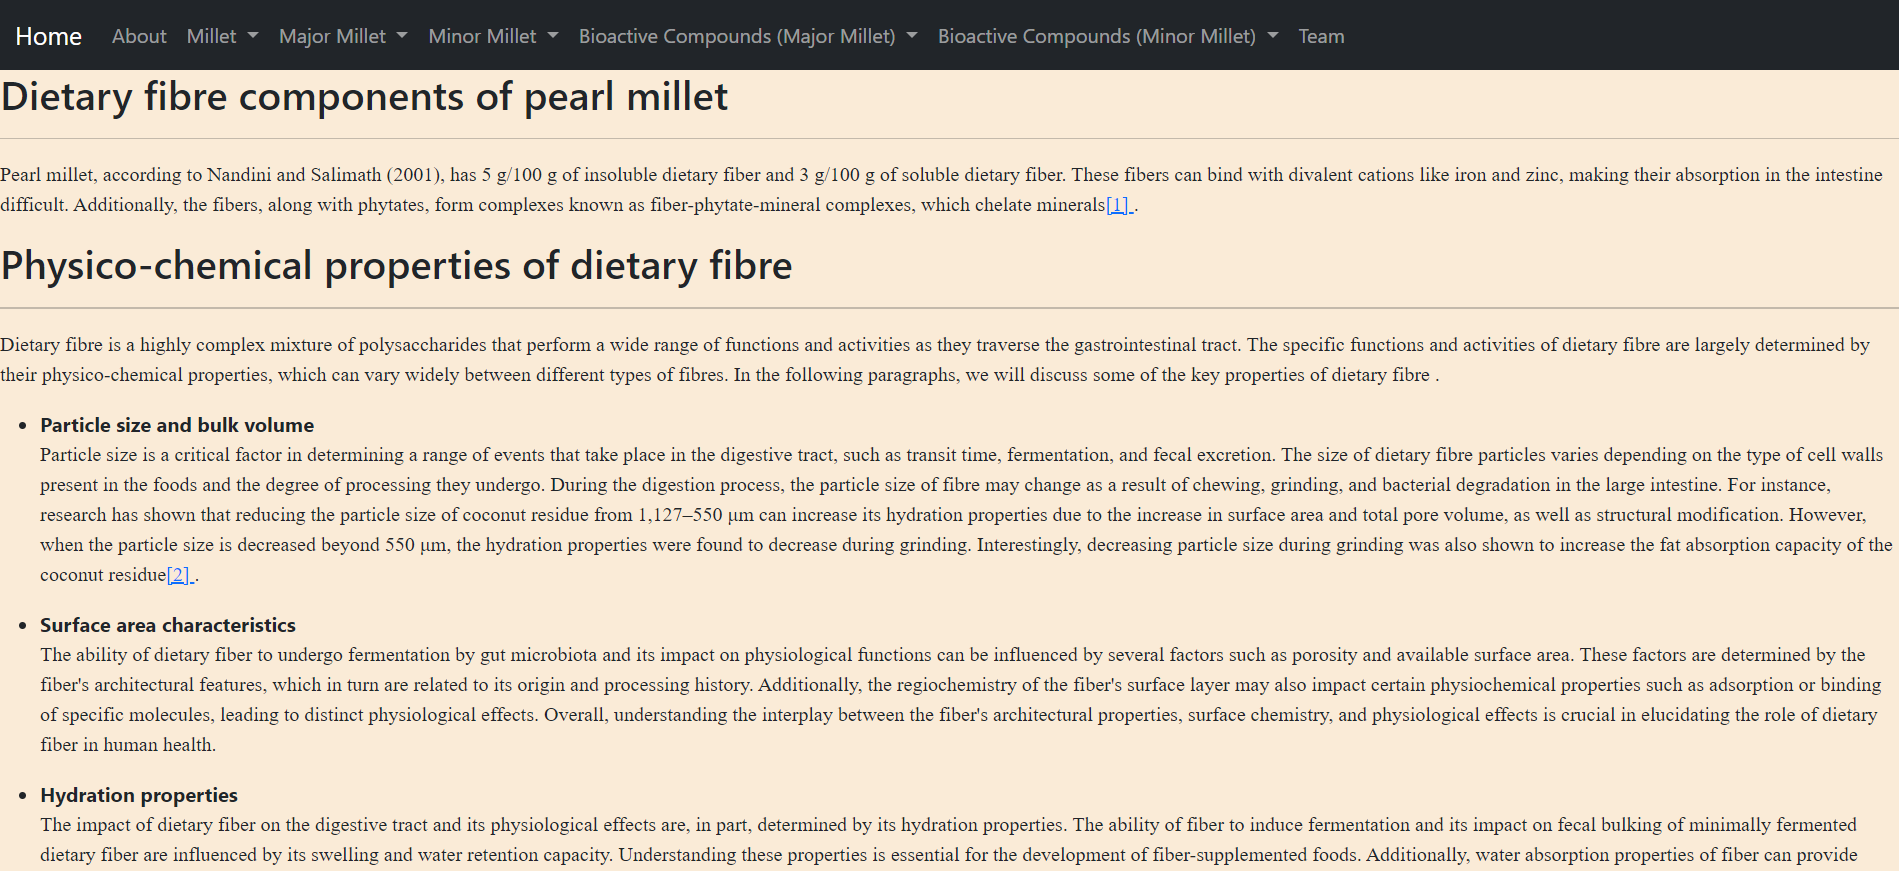 Home About Millet Major Millet Minor Millet Bioactive Compounds (Major Millet) Bioactive Compounds (Minor Millet) Team
Dietary fibre components of pearl millet
Pearl millet, according to Nandini and Salimath (2001), has 5 g/100 g of insoluble dietary fiber and 3 g/100 g of soluble dietary fiber. These fibers can bind with divalent cations like iron and zinc, making their absorption in the intestine
difficult. Additionally, the fibers, along with phytates, form complexes known as fiber-phytate-mineral complexes, which chelate minerals[1] .
Physico-chemical properties of dietary fibre
Dietary fibre is a highly complex mixture of polysaccharides that perform a wide range of functions and activities as they traverse the gastrointestinal tract. The specific functions and activities of dietary fibre are largely determined by
their physico-chemical properties, which can vary widely between different types of fibres. In the following paragraphs, we will discuss some of the key properties of dietary fibre .
• Particle size and bulk volume
Particle size is a critical factor in determining a range of events that take place in the digestive tract, such as transit time, fermentation, and fecal excretion. The size of dietary fibre particles varies depending on the type of cell walls
present in the foods and the degree of processing they undergo. During the digestion process, the particle size of fibre may change as a result of chewing, grinding, and bacterial degradation in the large intestine. For instance,
research has shown that reducing the particle size of coconut residue from 1,127–550 μm can increase its hydration properties due to the increase in surface area and total pore volume, as well as structural modification. However,
when the particle size is decreased beyond 550 μm, the hydration properties were found to decrease during grinding. Interestingly, decreasing particle size during grinding was also shown to increase the fat absorption capacity of the
coconut residue[2] .
• Surface area characteristics
The ability of dietary fiber to undergo fermentation by gut microbiota and its impact on physiological functions can be influenced by several factors such as porosity and available surface area. These factors are determined by the
fiber's architectural features, which in turn are related to its origin and processing history. Additionally, the regiochemistry of the fiber's surface layer may also impact certain physiochemical properties such as adsorption or binding
of specific molecules, leading to distinct physiological effects. Overall, understanding the interplay between the fiber's architectural properties, surface chemistry, and physiological effects is crucial in elucidating the role of dietary
fiber in human health.
• Hydration properties
The impact of dietary fiber on the digestive tract and its physiological effects are, in part, determined by its hydration properties. The ability of fiber to induce fermentation and its impact on fecal bulking of minimally fermented
dietary fiber are influenced by its swelling and water retention capacity. Understanding these properties is essential for the development of fiber-supplemented foods. Additionally, water absorption properties of fiber can provide